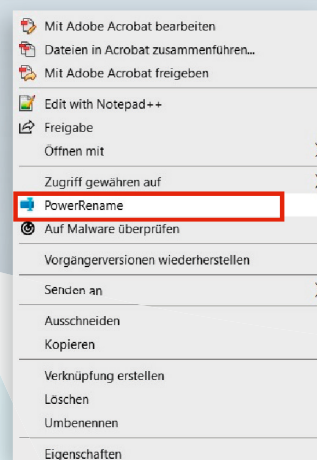 Mit Adobe Acrobat bearbeiten
Dateien in Acrobat zusammenführen...
Mit Adobe Acrobat freigeben
Edit with Notepad++
Freigabe
Öffnen mit
Zugriff gewähren auf
PowerRename
Auf Malware überprüfen
Vorgängerversionen wiederherstellen
Senden an
Ausschneiden
Kopieren
Verknüpfung erstellen
Löschen
Umbenennen
Eigenschaften